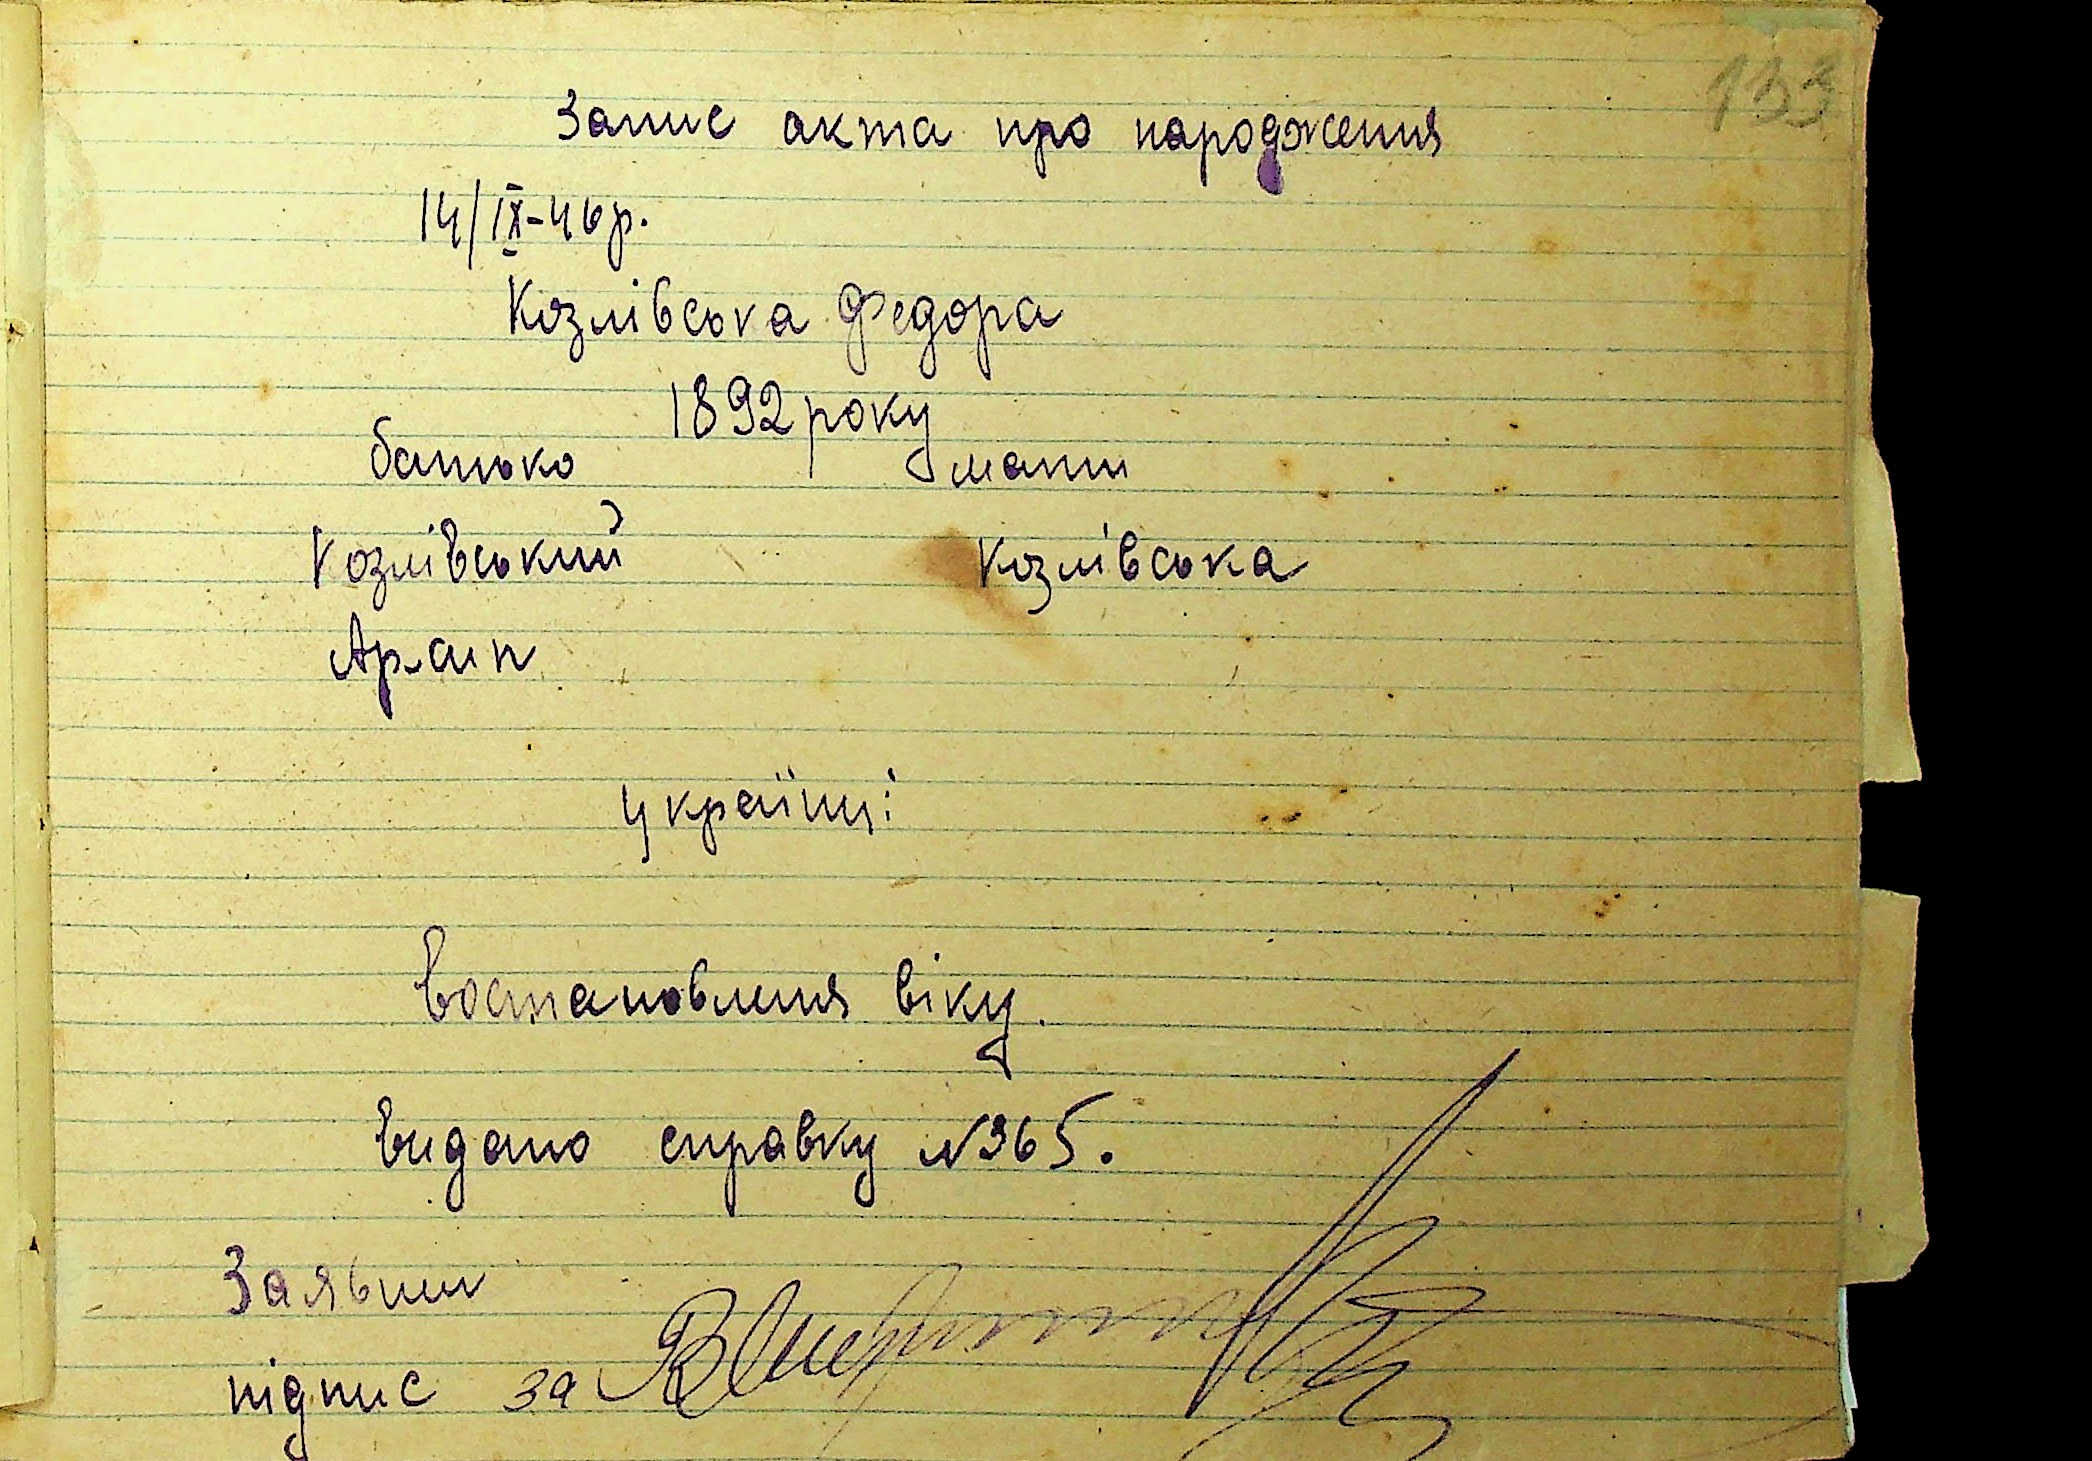 133
Запис акта про народження
14/IX-46р.
Козлівська Федора
1892 року
батько мати
Козлівський Козлівська
Архип
українці
Востановлення віку.
Видано справку №365.
Заявник
підпис за